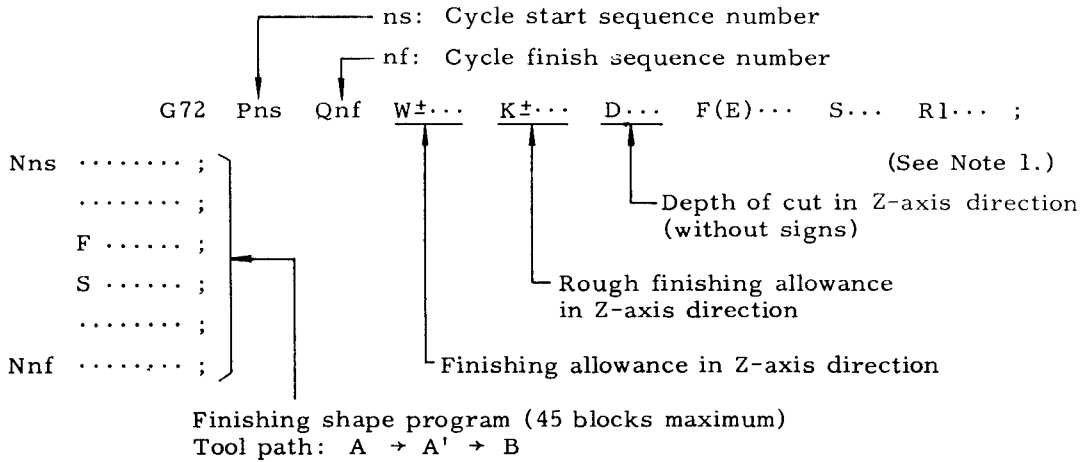 ns: Cycle start sequence number
nf: Cycle finish sequence number
G72 Pns Qnf W±··· K±··· D··· F(E)··· S··· R1··· ;
Nns ········ ;
(See Note 1.)
········ ;
Depth of cut in Z-axis direction
(without signs)
F ······ ;
S ······ ;
Rough finishing allowance
in Z-axis direction
········ ;
Nnf ········ ;
Finishing allowance in Z-axis direction
Finishing shape program (45 blocks maximum)
Tool path: A → A' → B